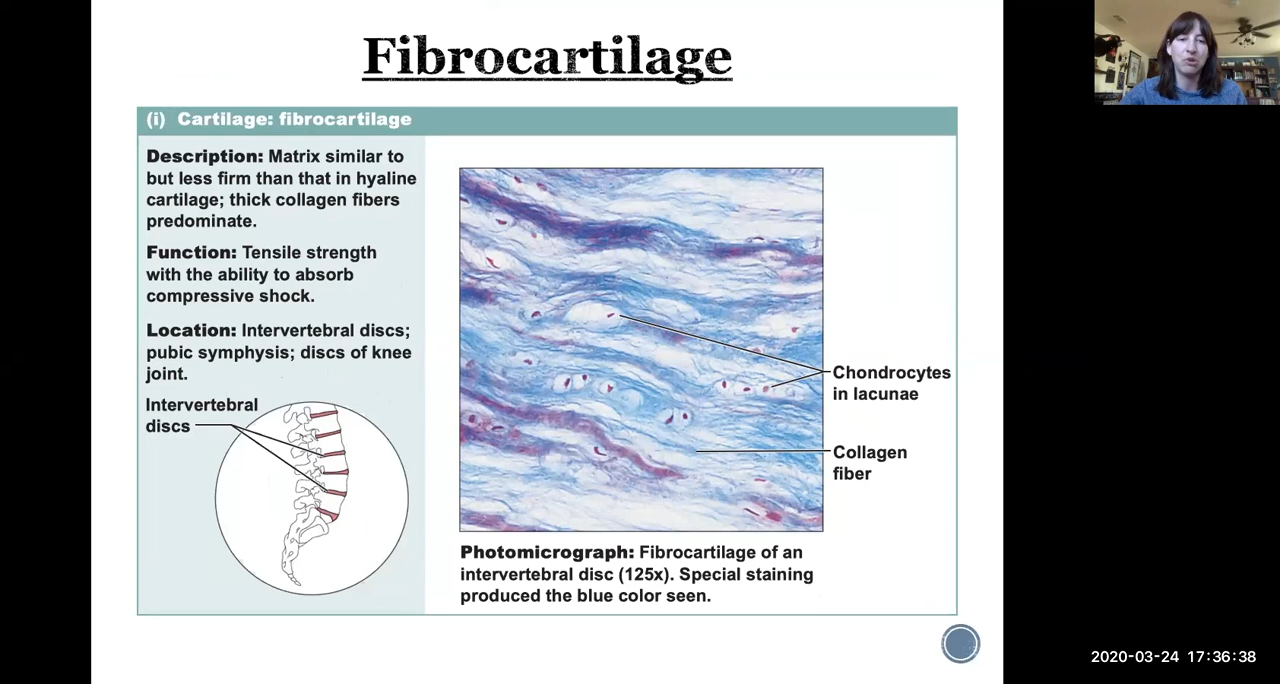 Fibrocartilage
(i) Cartilage: fibrocartilage
Description: Matrix similar to
but less firm than that in hyaline
cartilage; thick collagen fibers
predominate.
Function: Tensile strength
with the ability to absorb
compressive shock.
Location: Intervertebral discs;
pubic symphysis; discs of knee
joint.
Intervertebral
discs
Chondrocytes
in lacunae
Collagen
fiber
Photomicrograph: Fibrocartilage of an
intervertebral disc (125x). Special staining
produced the blue color seen.
2020-03-24 17:36:38